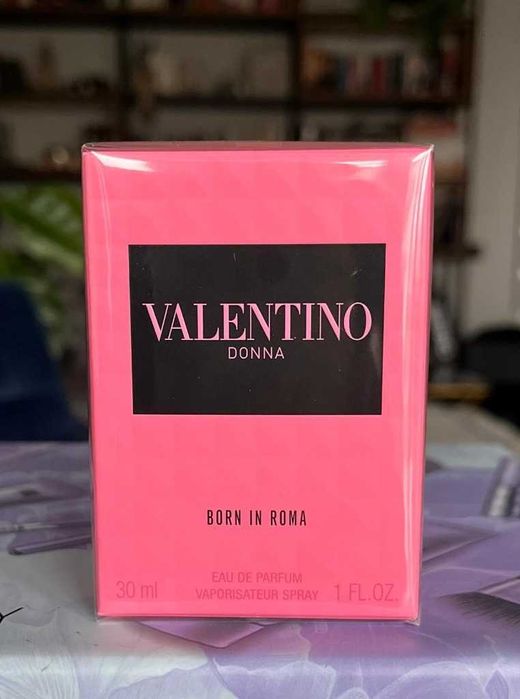 VALENTINO
DONNA
BORN IN ROMA
EAU DE PARFUM
30 ml VAPORISATEUR SPRAY 1 FL.OZ.